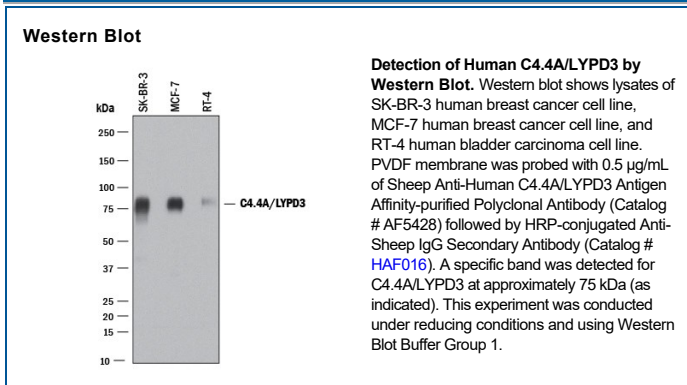 Western Blot
kDa
SK-BR-3
MCF-7
RT-4
250
150
100
75
50
37
25
20
15
10
C4.4A/LYPD3
Detection of Human C4.4A/LYPD3 by
Western Blot. Western blot shows lysates of
SK-BR-3 human breast cancer cell line,
MCF-7 human breast cancer cell line, and
RT-4 human bladder carcinoma cell line.
PVDF membrane was probed with 0.5 µg/mL
of Sheep Anti-Human C4.4A/LYPD3 Antigen
Affinity-purified Polyclonal Antibody (Catalog
# AF5428) followed by HRP-conjugated Anti-
Sheep IgG Secondary Antibody (Catalog #
HAF016). A specific band was detected for
C4.4A/LYPD3 at approximately 75 kDa (as
indicated). This experiment was conducted
under reducing conditions and using Western
Blot Buffer Group 1.